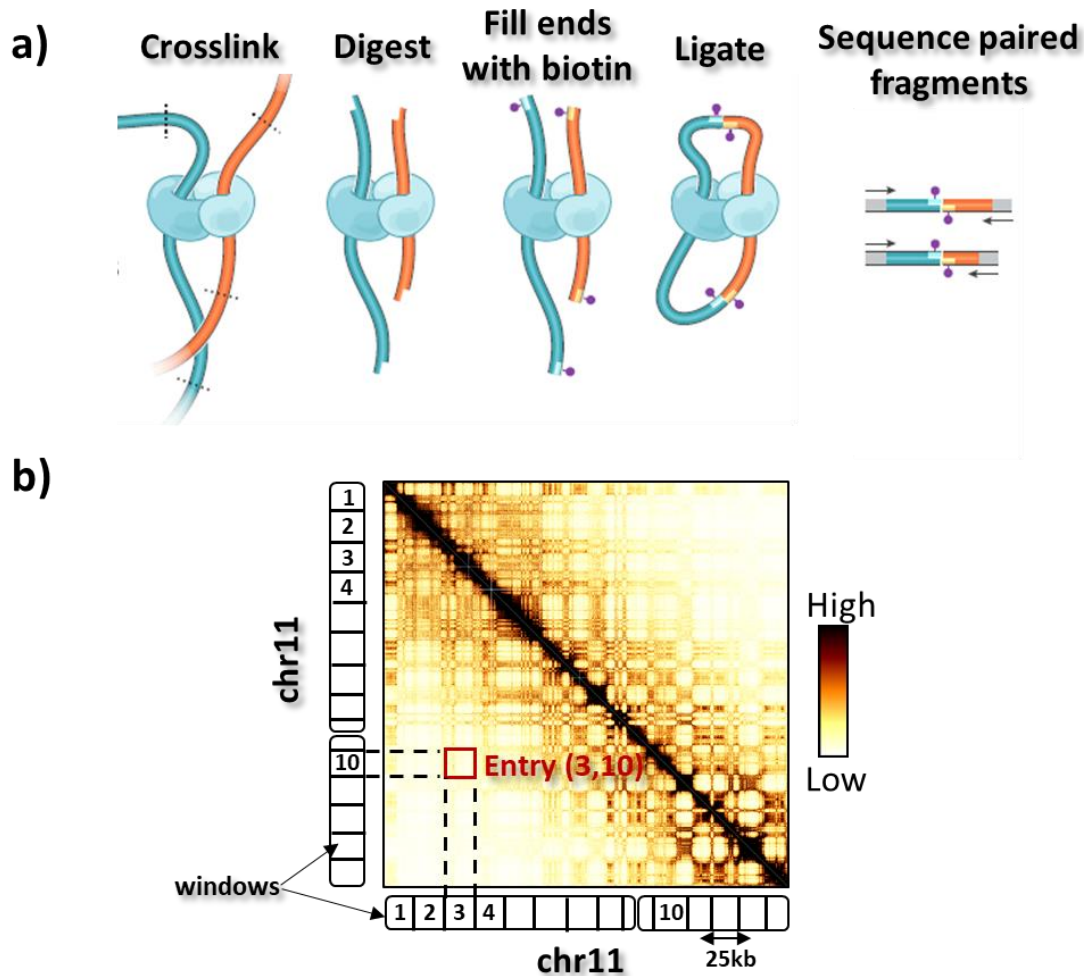 a)
Crosslink
Digest
Fill ends
with biotin
Ligate
Sequence paired
fragments
b)
1
2
3
4
10
chr11
Entry (3,10)
High
Low
windows
1 2 3 4 10
25kb
chr11